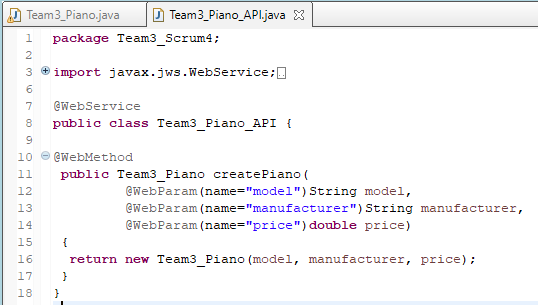 Team3_Piano.java
Team3_Piano_API.java
1 package Team3_Scrum4;
2
3 import javax.jws.WebService;
6
7 @WebService
8 public class Team3_Piano_API {
9
10 @WebMethod
11 public Team3_Piano createPiano(
12 @WebParam(name="model")String model,
13 @WebParam(name="manufacturer")String manufacturer,
14 @WebParam(name="price")double price)
15 {
16 return new Team3_Piano(model, manufacturer, price);
17 }
18 }